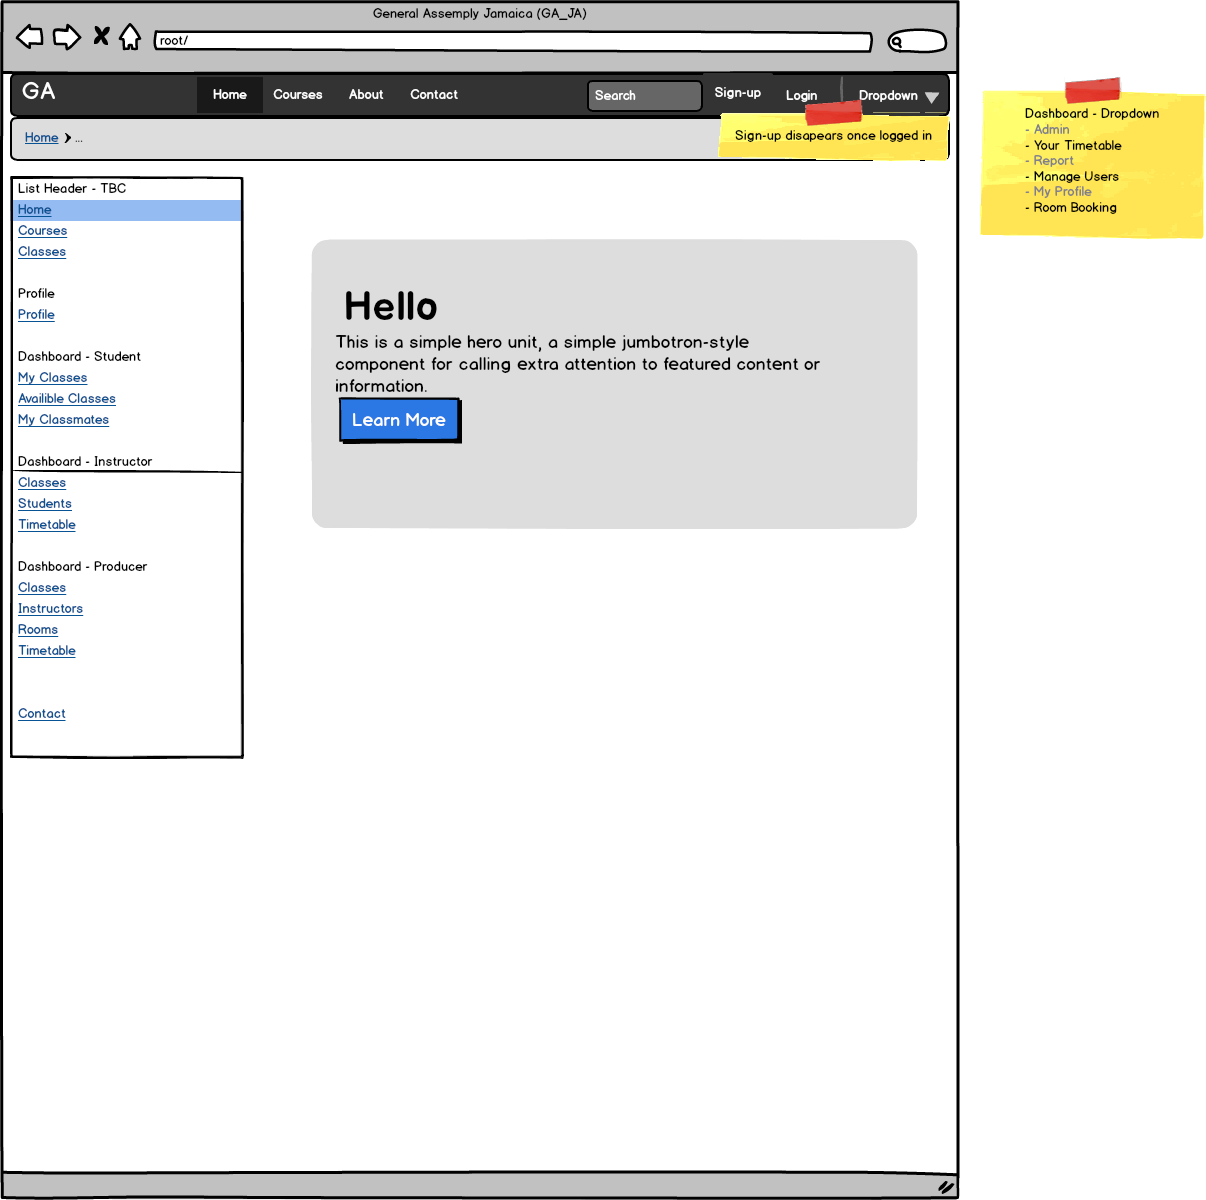 General Assemply Jamaica (GA_JA)
root/
GA
Home Courses About Contact Search Sign-up Login Dropdown
Home ...
Sign-up disapears once logged in
Dashboard - Dropdown
- Admin
- Your Timetable
- Report
- Manage Users
- My Profile
- Room Booking
List Header - TBC
Home
Courses
Classes
Profile
Profile
Dashboard - Student
My Classes
Availible Classes
My Classmates
Dashboard - Instructor
Classes
Students
Timetable
Dashboard - Producer
Classes
Instructors
Rooms
Timetable
Contact
Hello
This is a simple hero unit, a simple jumbotron-style
component for calling extra attention to featured content or
information.
Learn More